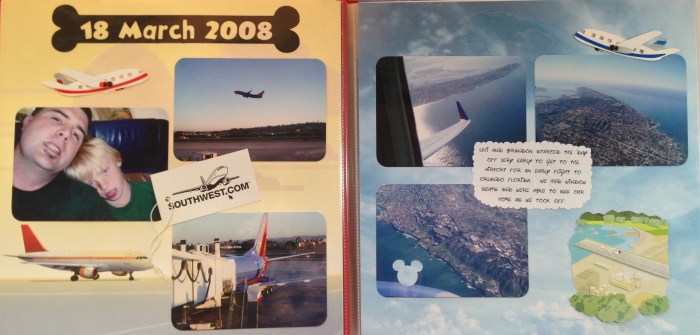 18 March 2008
SOUTHWEST.COM
AND BRANDON STARTED THE DAY
OFF VERY EARLY TO GET TO THE
AIRPORT FOR AN EARLY FLIGHT TO
ORLANDO FLORIDA. WE HAD WINDOW
SEATS AND WERE ABLE TO SEE OUR
HOME AS WE TOOK OFF.